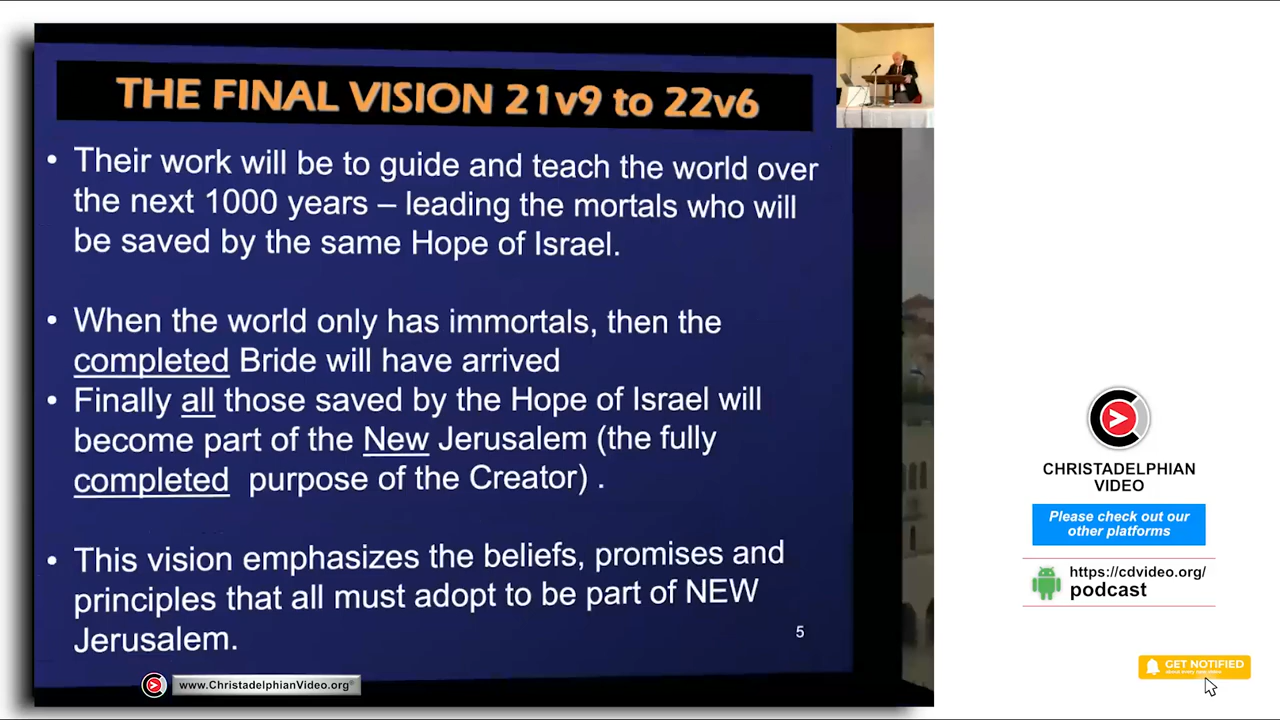 THE FINAL VISION 21v9 to 22v6
• Their work will be to guide and teach the world over
the next 1000 years – leading the mortals who will
be saved by the same Hope of Israel.
• When the world only has immortals, then the
completed Bride will have arrived
• Finally all those saved by the Hope of Israel will
become part of the New Jerusalem (the fully
completed purpose of the Creator) .
• This vision emphasizes the beliefs, promises and
principles that all must adopt to be part of NEW
Jerusalem.
5
www.ChristadelphianVideo.org
CHRISTADELPHIAN
VIDEO
Please check out our
other platforms
https://cdvideo.org/
podcast
GET NOTIFIED
about every new video